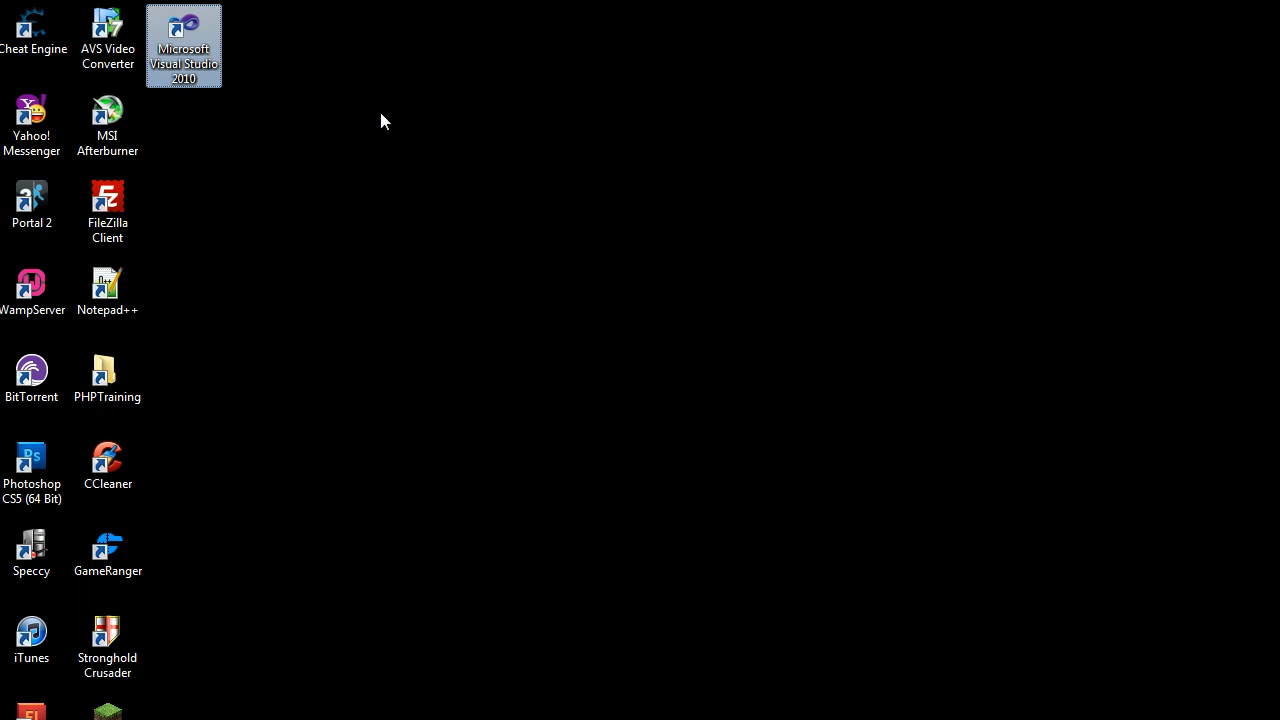 Cheat Engine
AVS Video
Converter
Microsoft
Visual Studio
2010
Yahoo!
Messenger
MSI
Afterburner
Portal 2
FileZilla
Client
WampServer
Notepad++
BitTorrent
PHPTraining
Ps
Photoshop
CS5 (64 Bit)
CCleaner
Speccy
GameRanger
iTunes
Stronghold
Crusader